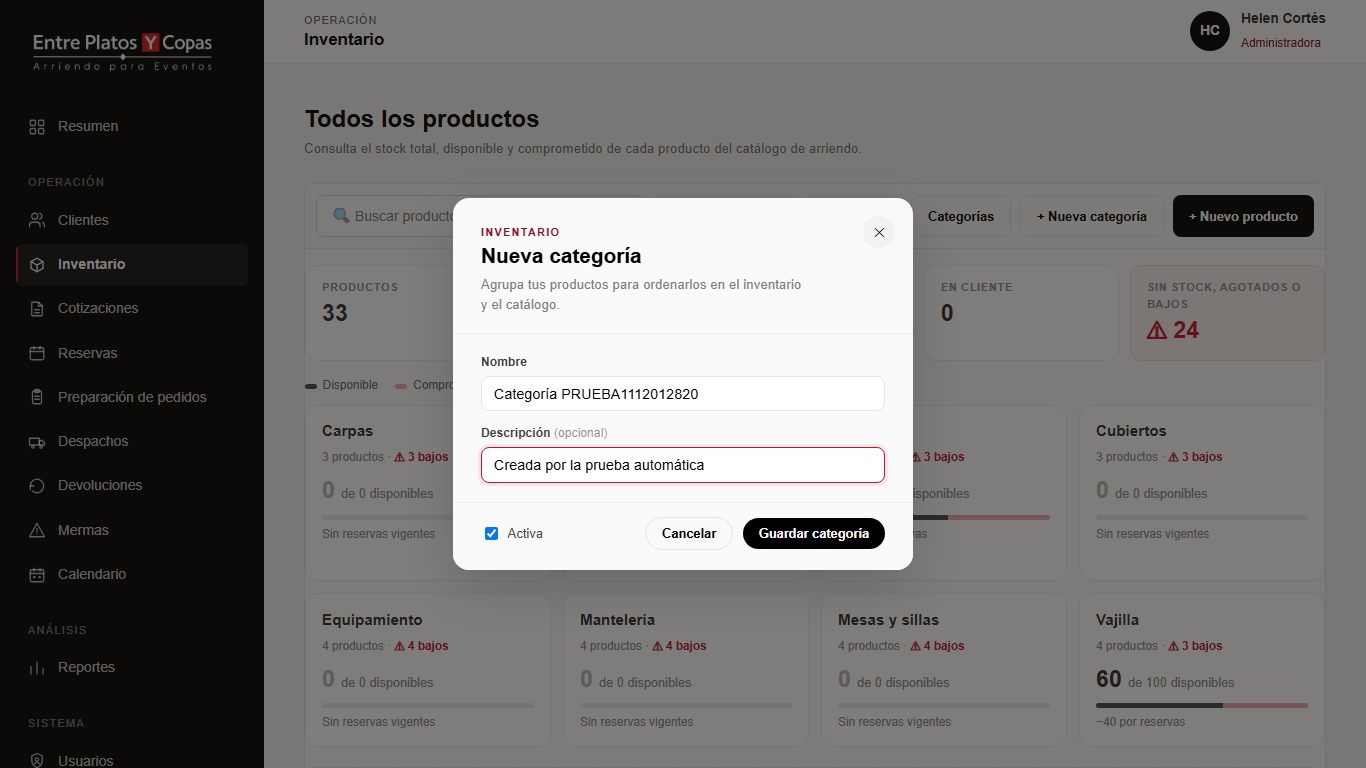 Entre Platos Y Copas
Arriendo para Eventos
Resumen
OPERACIÓN
Clientes
Inventario
Cotizaciones
Reservas
Preparación de pedidos
Despachos
Devoluciones
Mermas
Calendario
ANÁLISIS
Reportes
SISTEMA
Usuarios
OPERACIÓN
Inventario
HC
Helen Cortés
Administradora
Todos los productos
Consulta el stock total, disponible y comprometido de cada producto del catálogo de arriendo.
Buscar producto
Categorías
+ Nueva categoría
+ Nuevo producto
PRODUCTOS
33
EN CLIENTE
0
SIN STOCK, AGOTADOS O
BAJOS
24
Disponible
Compro
INVENTARIO
Nueva categoría
Agrupa tus productos para ordenarlos en el inventario
y el catálogo.
Nombre
Categoría PRUEBA1112012820
Descripción (opcional)
Creada por la prueba automática
Activa
Cancelar
Guardar categoría
Carpas
3 productos · 3 bajos
0 de 0 disponibles
Sin reservas vigentes
3 bajos
disponibles
Cubiertos
3 productos · 3 bajos
0 de 0 disponibles
Sin reservas vigentes
Equipamiento
4 productos · 4 bajos
0 de 0 disponibles
Sin reservas vigentes
Mantelería
4 productos · 4 bajos
0 de 0 disponibles
Sin reservas vigentes
Mesas y sillas
4 productos · 4 bajos
0 de 0 disponibles
Sin reservas vigentes
Vajilla
4 productos · 3 bajos
60 de 100 disponibles
−40 por reservas